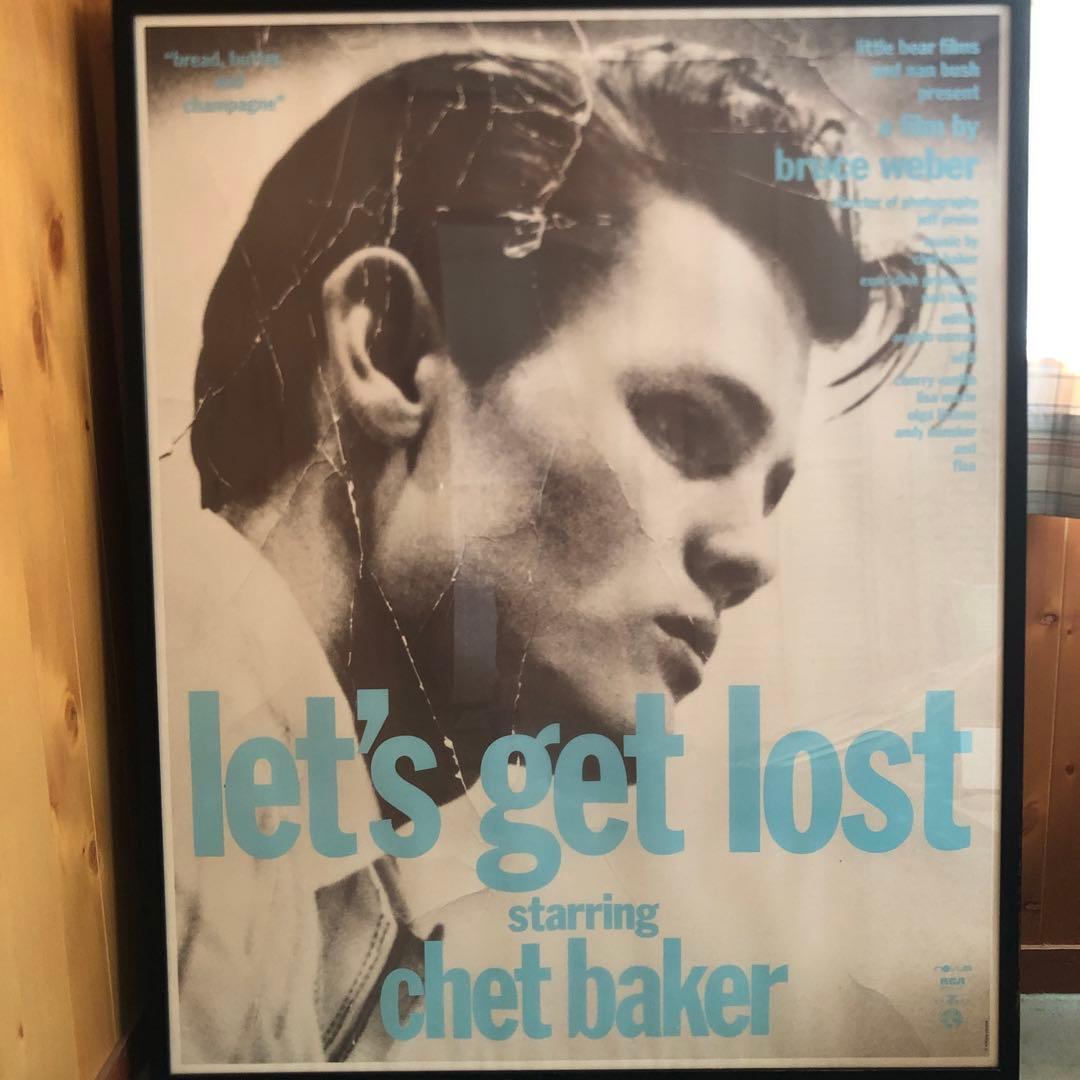 "bread, butter,
and
champagne"
little bear films
and nan bush
present
a film by
bruce weber
director of photography
jeff preiss
music by
chet baker
executive producer
nan bush
editor
with
cherry vanilla
lisa marie
andy minsker
and
flea
let's get lost
starring
chet baker
novus
RCA